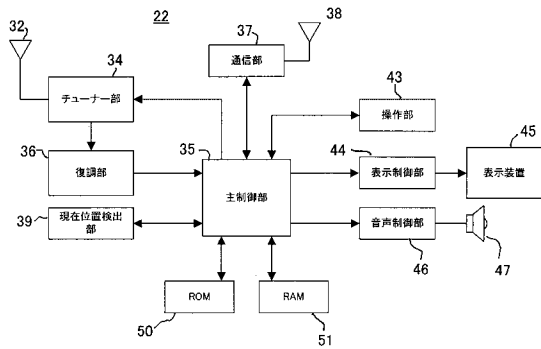 22
38
32
37
34
通信部
43
チューナー部
操作部
45
35
44
36
復調部
主制御部
表示制御部
表示装置
39
現在位置検出
部
音声制御部
46
47
ROM
RAM
50
51